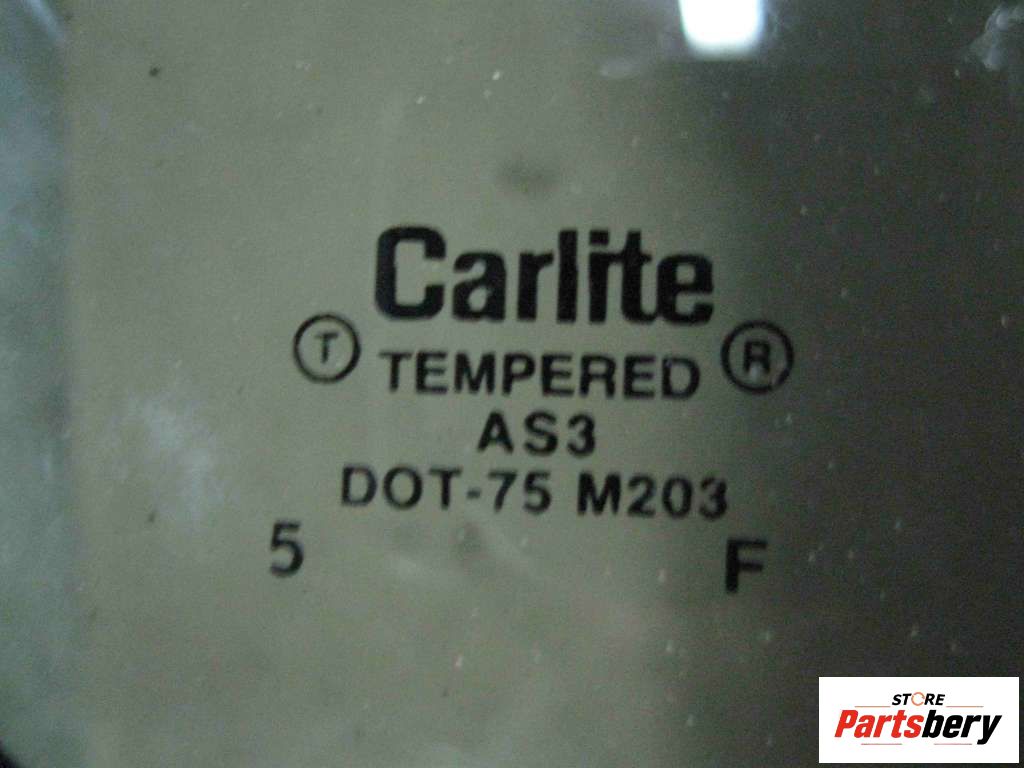 Carlite
T TEMPERED R
AS3
DOT-75 M203
5 F
STORE
Partsbery